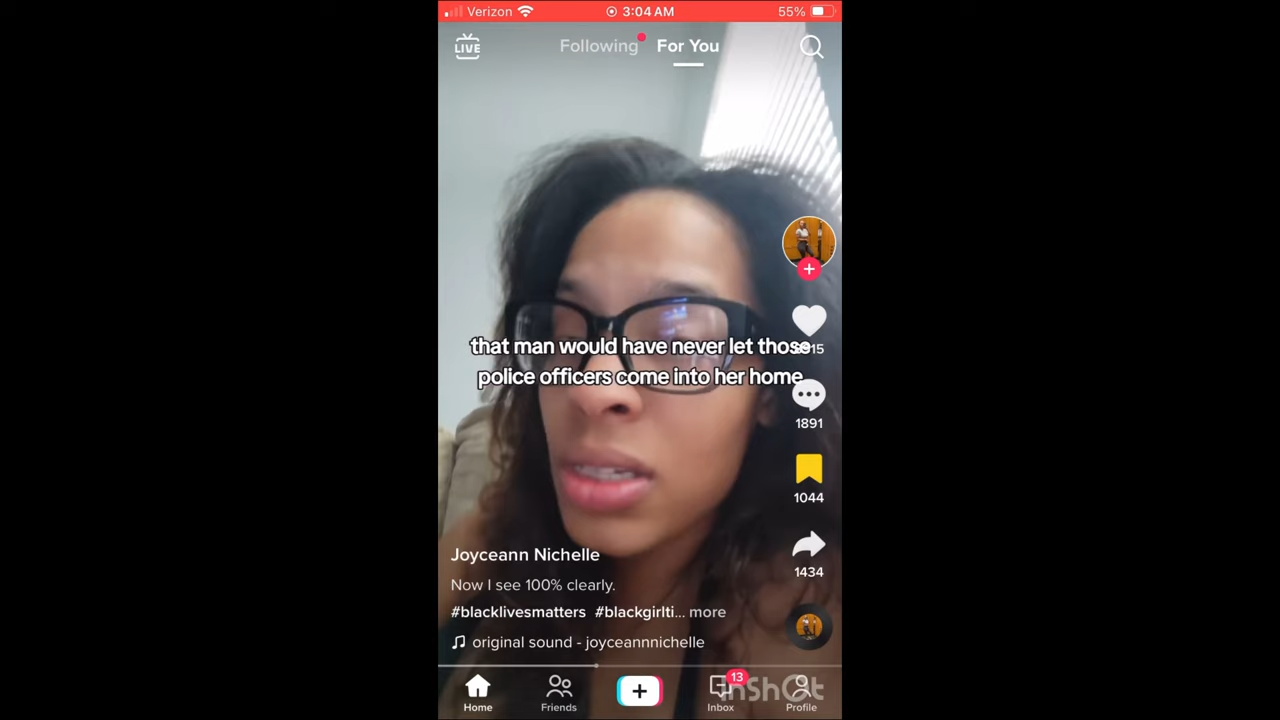 Verizon 3:04 AM 55%
LIVE Following For You
that man would have never let those
police officers come into her home
1891
1044
1434
Joyceann Nichelle
Now I see 100% clearly.
#blacklivesmatters #blackgirlti... more
original sound - joyceannnichelle
13
Home Friends Inbox Profile
InShOt